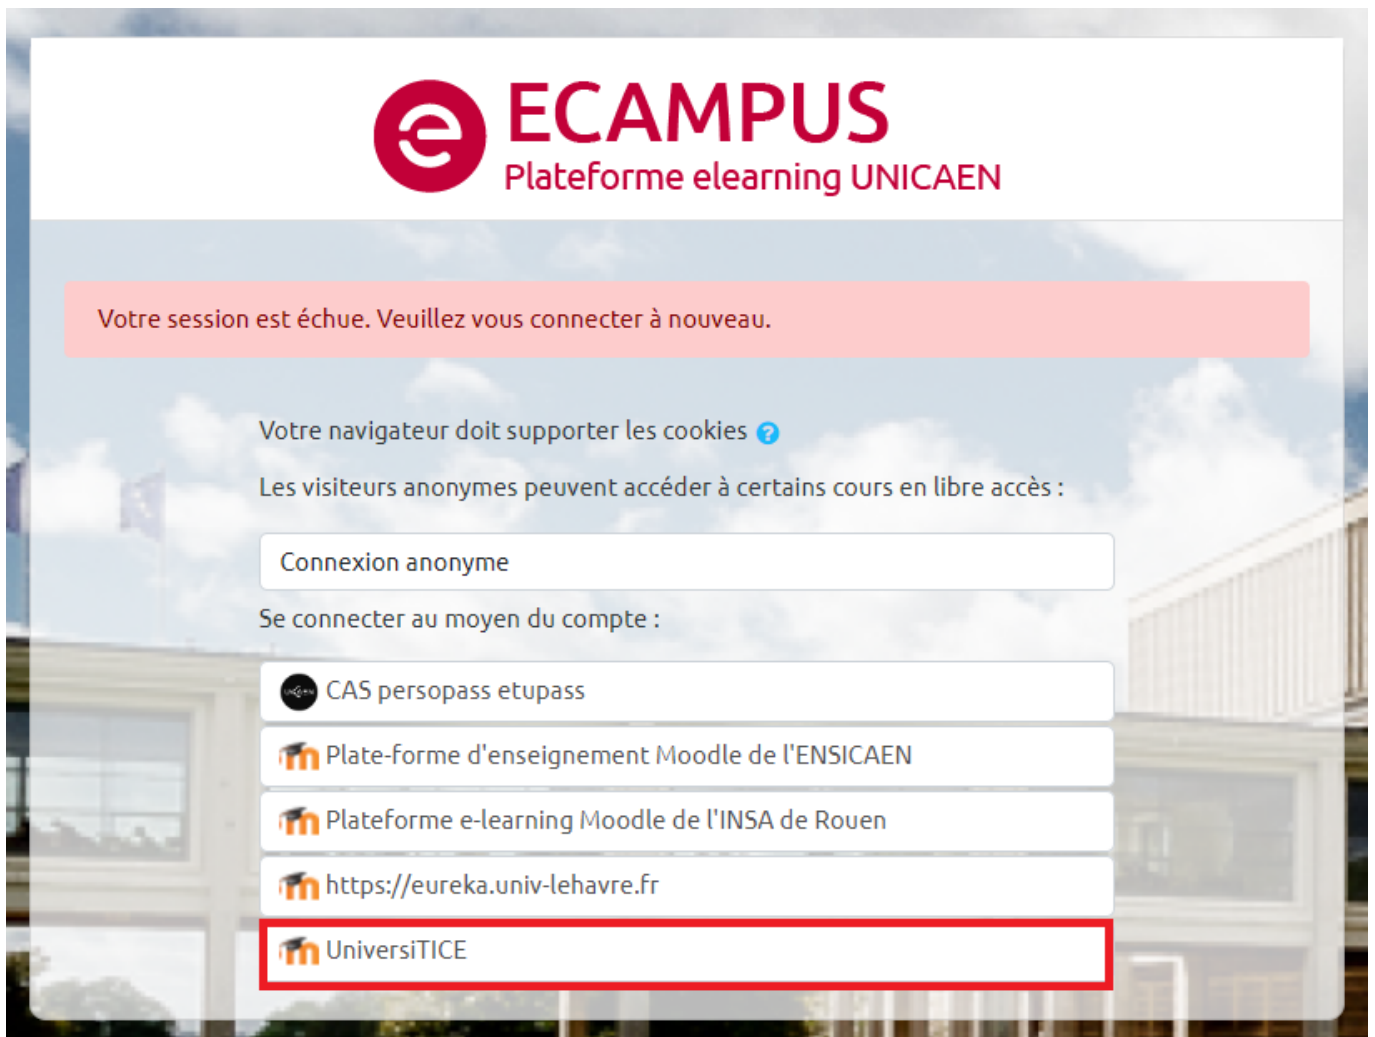 ECAMPUS
Plateforme elearning UNICAEN
Votre session est échue. Veuillez vous connecter à nouveau.
Votre navigateur doit supporter les cookies
Les visiteurs anonymes peuvent accéder à certains cours en libre accès :
Connexion anonyme
Se connecter au moyen du compte :
UNICAEN CAS persopass etupass
Plate-forme d'enseignement Moodle de l'ENSICAEN
Plateforme e-learning Moodle de l'INSA de Rouen
https://eureka.univ-lehavre.fr
UniversiTICE